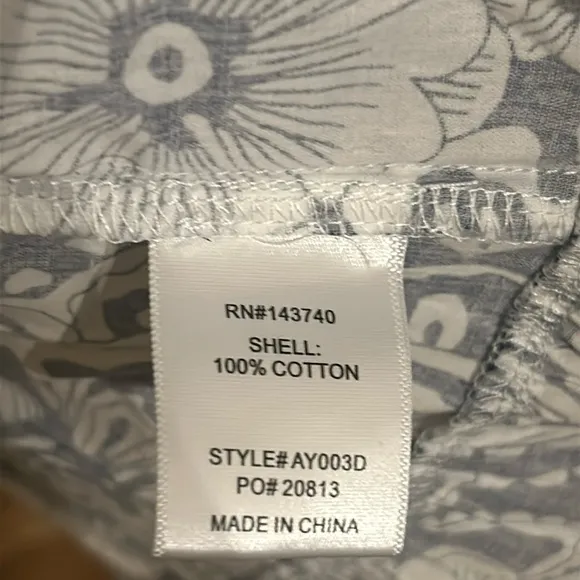 RN#143740
SHELL:
100% COTTON
STYLE# AY003D
PO# 20813
MADE IN CHINA